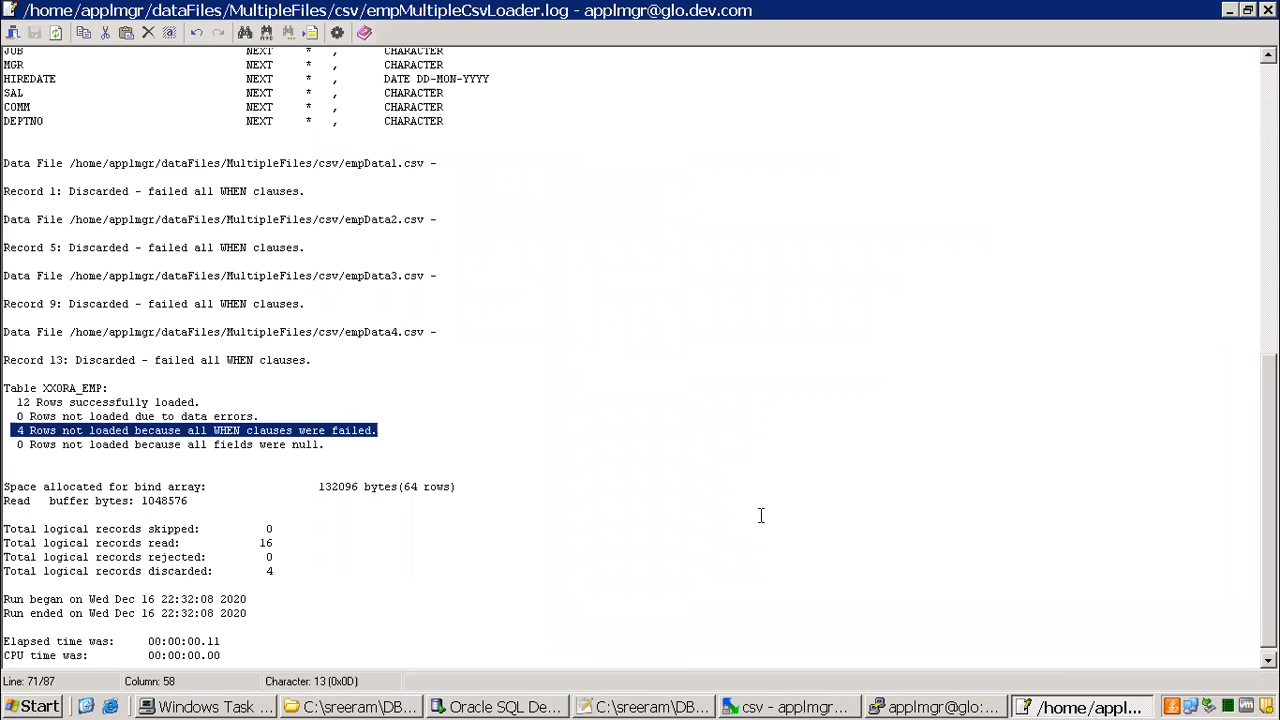 /home/applmgr/dataFiles/MultipleFiles/csv/empMultipleCsvLoader.log - applmgr@glo.dev.com
JOB NEXT * , CHARACTER
MGR NEXT * , CHARACTER
HIREDATE NEXT * , DATE DD-MON-YYYY
SAL NEXT * , CHARACTER
COMM NEXT * , CHARACTER
DEPTNO NEXT * , CHARACTER
Data File /home/applmgr/dataFiles/MultipleFiles/csv/empData1.csv -
Record 1: Discarded - failed all WHEN clauses.
Data File /home/applmgr/dataFiles/MultipleFiles/csv/empData2.csv -
Record 5: Discarded - failed all WHEN clauses.
Data File /home/applmgr/dataFiles/MultipleFiles/csv/empData3.csv -
Record 9: Discarded - failed all WHEN clauses.
Data File /home/applmgr/dataFiles/MultipleFiles/csv/empData4.csv -
Record 13: Discarded - failed all WHEN clauses.
Table XXORA_EMP:
12 Rows successfully loaded.
0 Rows not loaded due to data errors.
4 Rows not loaded because all WHEN clauses were failed.
0 Rows not loaded because all fields were null.
Space allocated for bind array: 132096 bytes(64 rows)
Read buffer bytes: 1048576
Total logical records skipped: 0
Total logical records read: 16
Total logical records rejected: 0
Total logical records discarded: 4
Run began on Wed Dec 16 22:32:08 2020
Run ended on Wed Dec 16 22:32:08 2020
Elapsed time was: 00:00:00.11
CPU time was: 00:00:00.00
Line: 71/87 Column: 58 Character: 13 (0x0D)
Start Windows Task ... C:\sreeram\DB... Oracle SQL De... C:\sreeram\DB... csv - applmgr... applmgr@glo:... /home/appl...